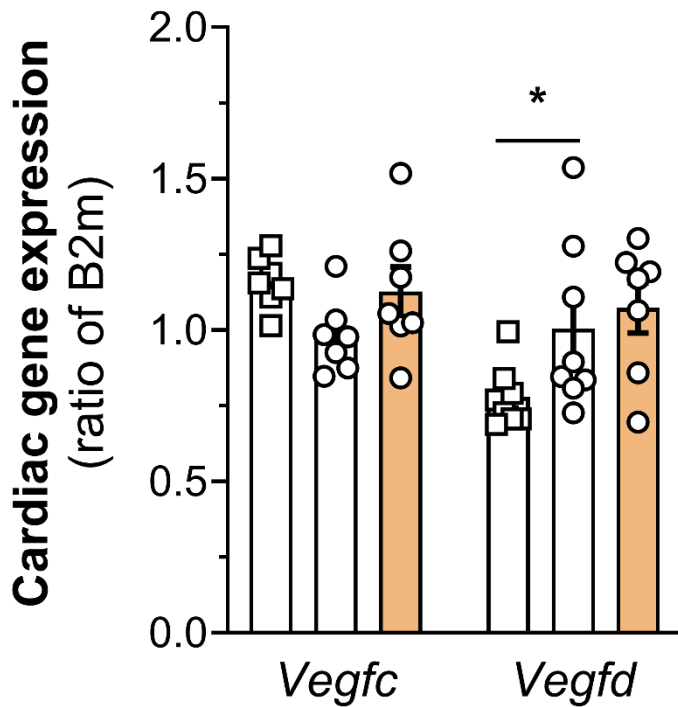 Cardiac gene expression
(ratio of B2m)
2.0
1.5
1.0
0.5
0.0
*
Vegfc
Vegfd